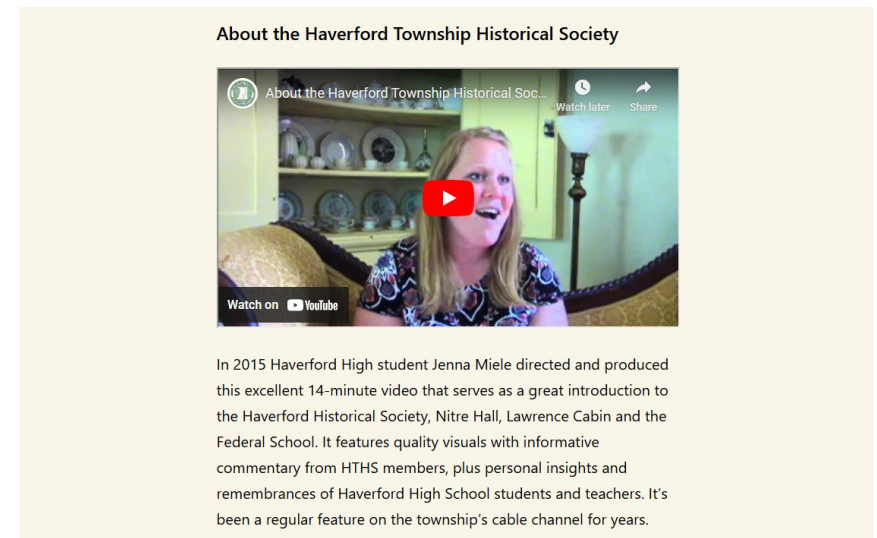 About the Haverford Township Historical Society
About the Haverford Township Historical Soc...
Watch later
Share
Watch on YouTube
In 2015 Haverford High student Jenna Miele directed and produced
this excellent 14-minute video that serves as a great introduction to
the Haverford Historical Society, Nitre Hall, Lawrence Cabin and the
Federal School. It features quality visuals with informative
commentary from HTHS members, plus personal insights and
remembrances of Haverford High School students and teachers. It’s
been a regular feature on the township’s cable channel for years.